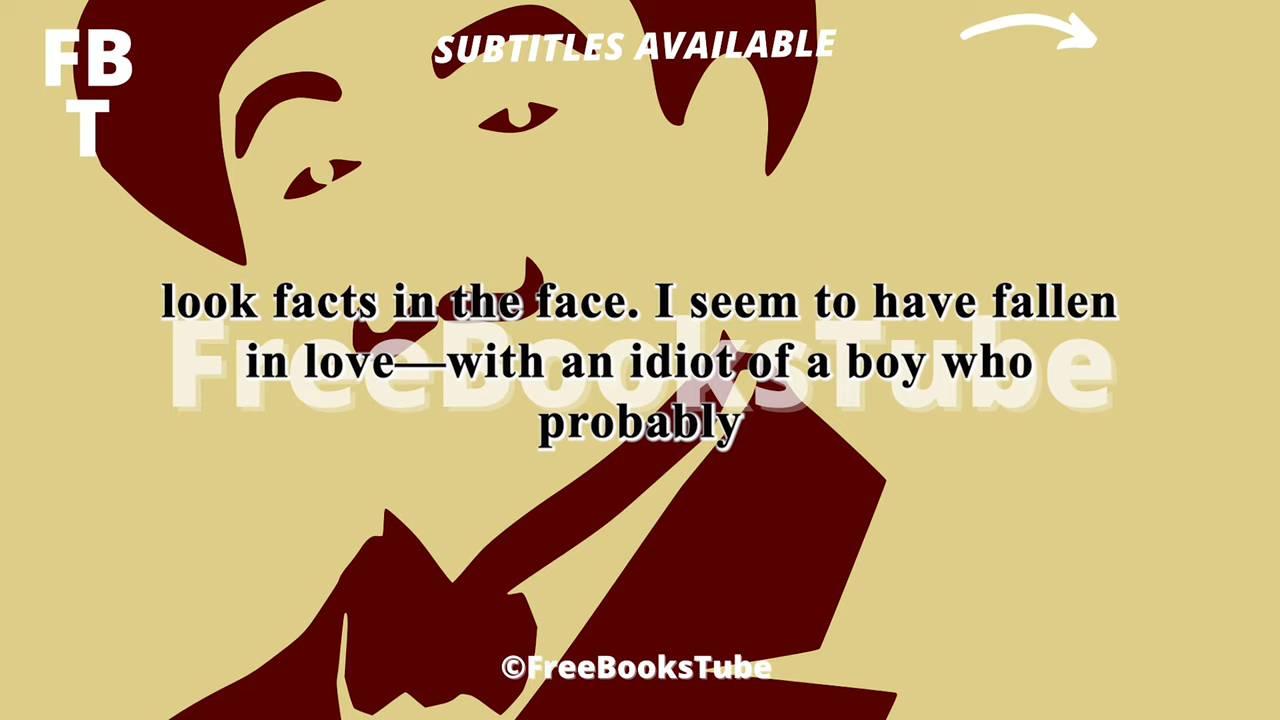 FB
T
SUBTITLES AVAILABLE
look facts in the face. I seem to have fallen
in love—with an idiot of a boy who
probably
FreeBooksTube
©FreeBooksTube